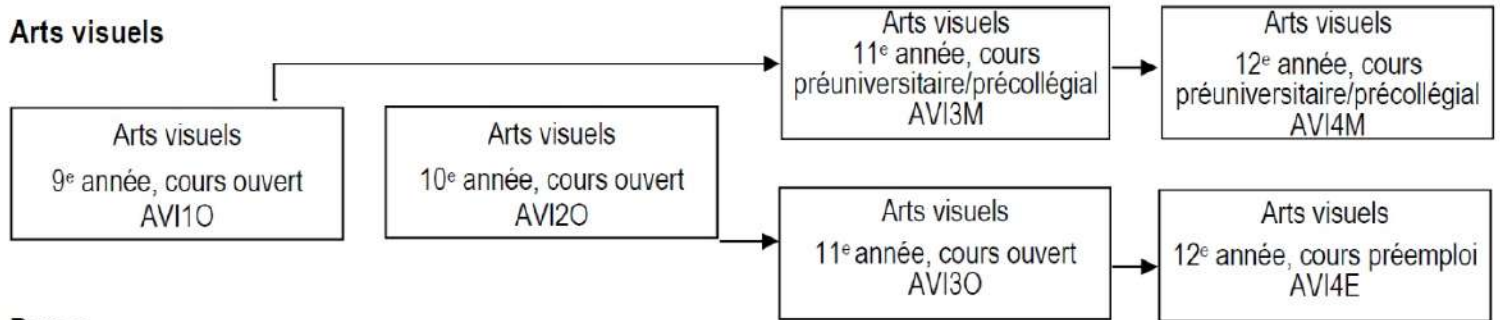 Arts visuels
Arts visuels
9e année, cours ouvert
AVI1O
Arts visuels
10e année, cours ouvert
AVI2O
Arts visuels
11e année, cours
préuniversitaire/précollégial
AVI3M
Arts visuels
12e année, cours
préuniversitaire/précollégial
AVI4M
Arts visuels
11e année, cours ouvert
AVI3O
Arts visuels
12e année, cours préemploi
AVI4E